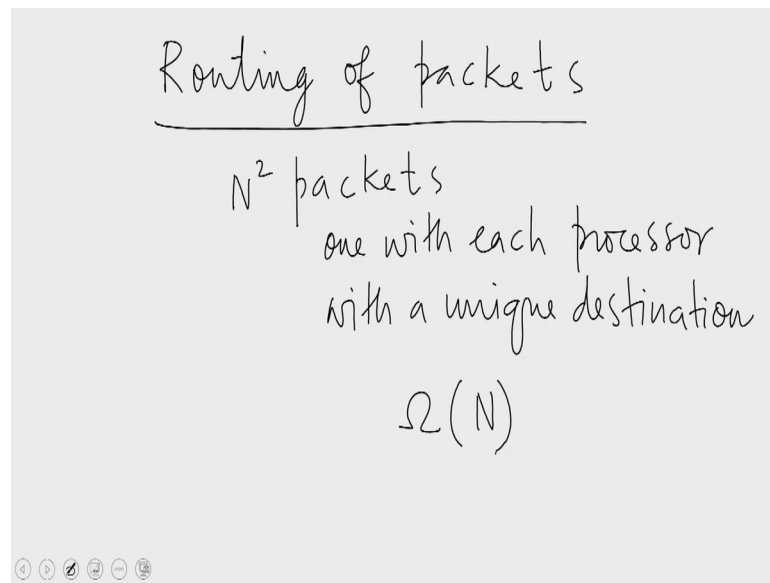 Routing of packets
N² packets
one with each processor
with a unique destination
Ω(N)